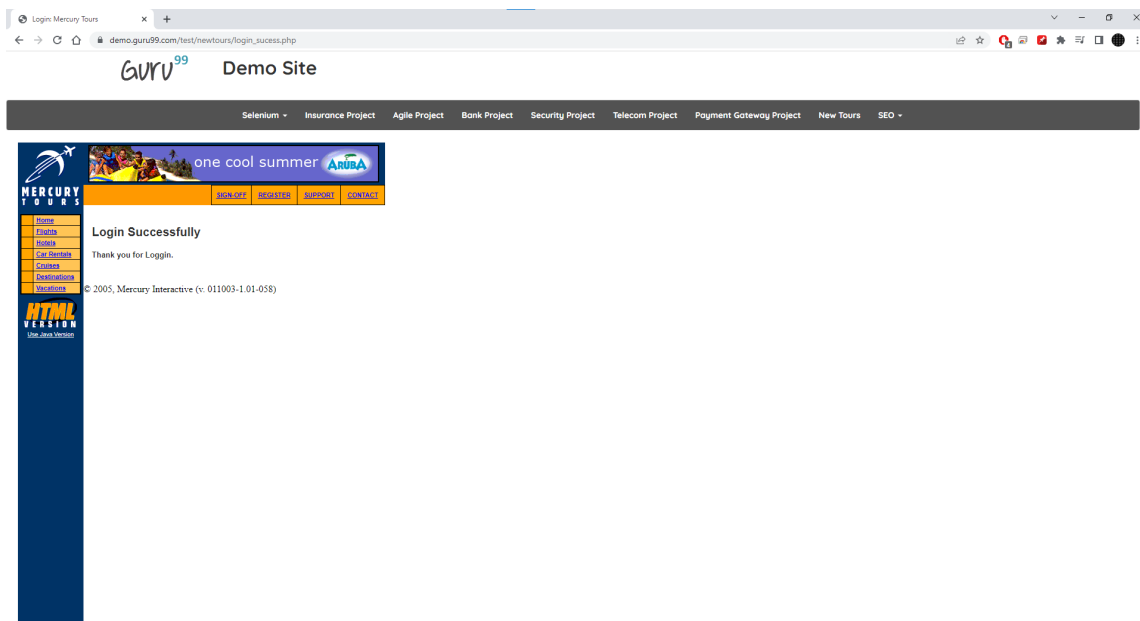 Login: Mercury Tours
demo.guru99.com/test/newtours/login_sucess.php
Guru99 Demo Site
Selenium Insurance Project Agile Project Bank Project Security Project Telecom Project Payment Gateway Project New Tours SEO
one cool summer ARUBA
MERCURY
TOURS
SIGN-OFF REGISTER SUPPORT CONTACT
Home
Flights
Hotels
Car Rentals
Cruises
Destinations
Vacations
Login Successfully
Thank you for Loggin.
© 2005, Mercury Interactive (v. 011003-1.01-058)
HTML
VERSION
Use Java Version